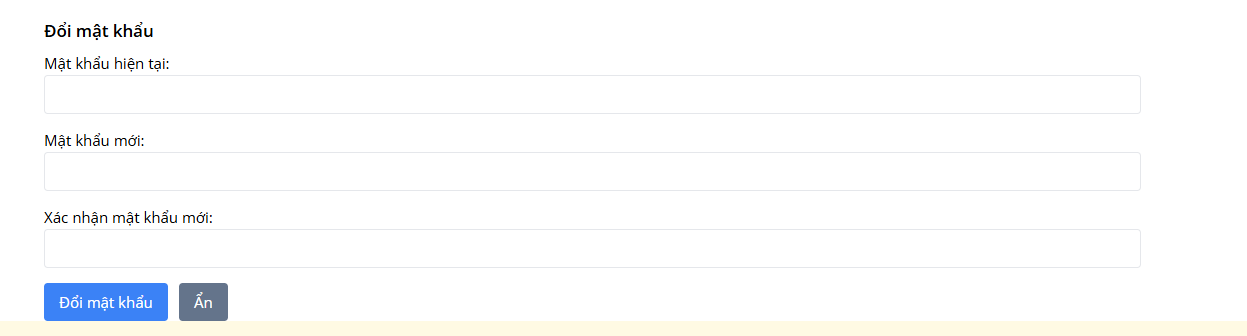 Đổi mật khẩu
Mật khẩu hiện tại:
Mật khẩu mới:
Xác nhận mật khẩu mới:
Đổi mật khẩu Ẩn